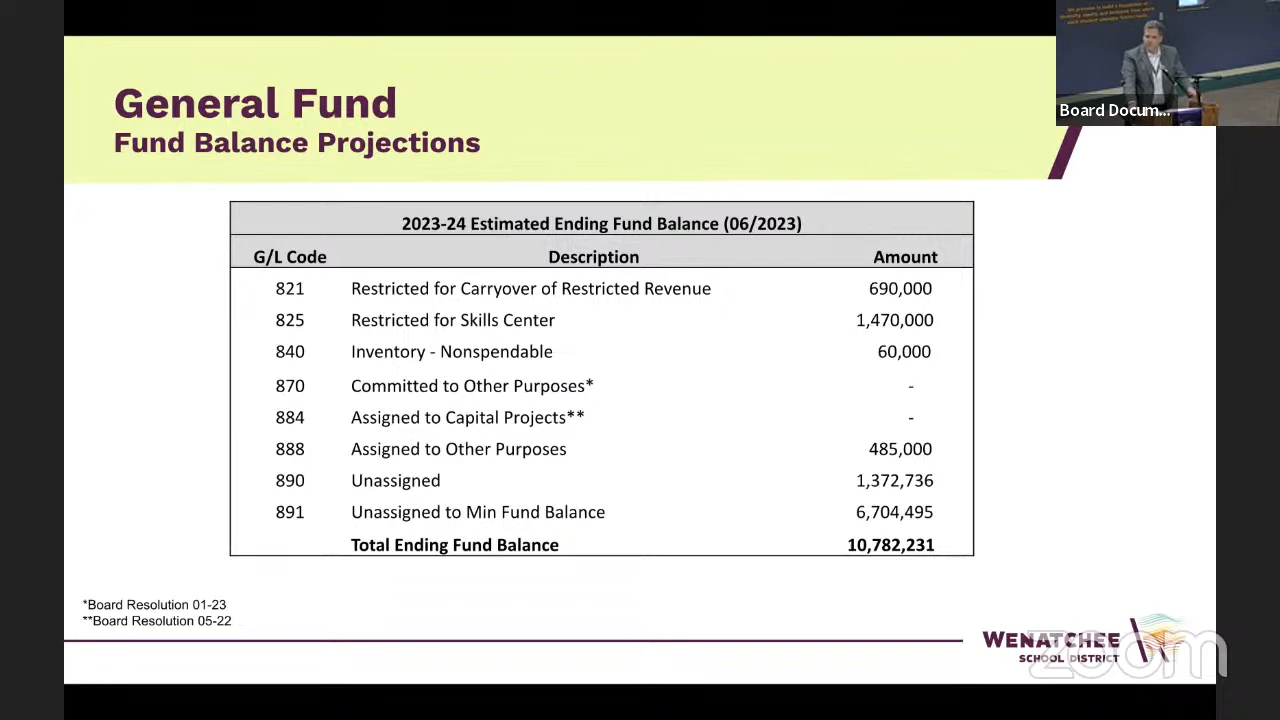 General Fund
Fund Balance Projections
Board Docum...
2023-24 Estimated Ending Fund Balance (06/2023)
G/L Code Description Amount
821 Restricted for Carryover of Restricted Revenue 690,000
825 Restricted for Skills Center 1,470,000
840 Inventory - Nonspendable 60,000
870 Committed to Other Purposes* -
884 Assigned to Capital Projects** -
888 Assigned to Other Purposes 485,000
890 Unassigned 1,372,736
891 Unassigned to Min Fund Balance 6,704,495
Total Ending Fund Balance 10,782,231
*Board Resolution 01-23
**Board Resolution 05-22
WENATCHEE
SCHOOL DISTRICT
zoom